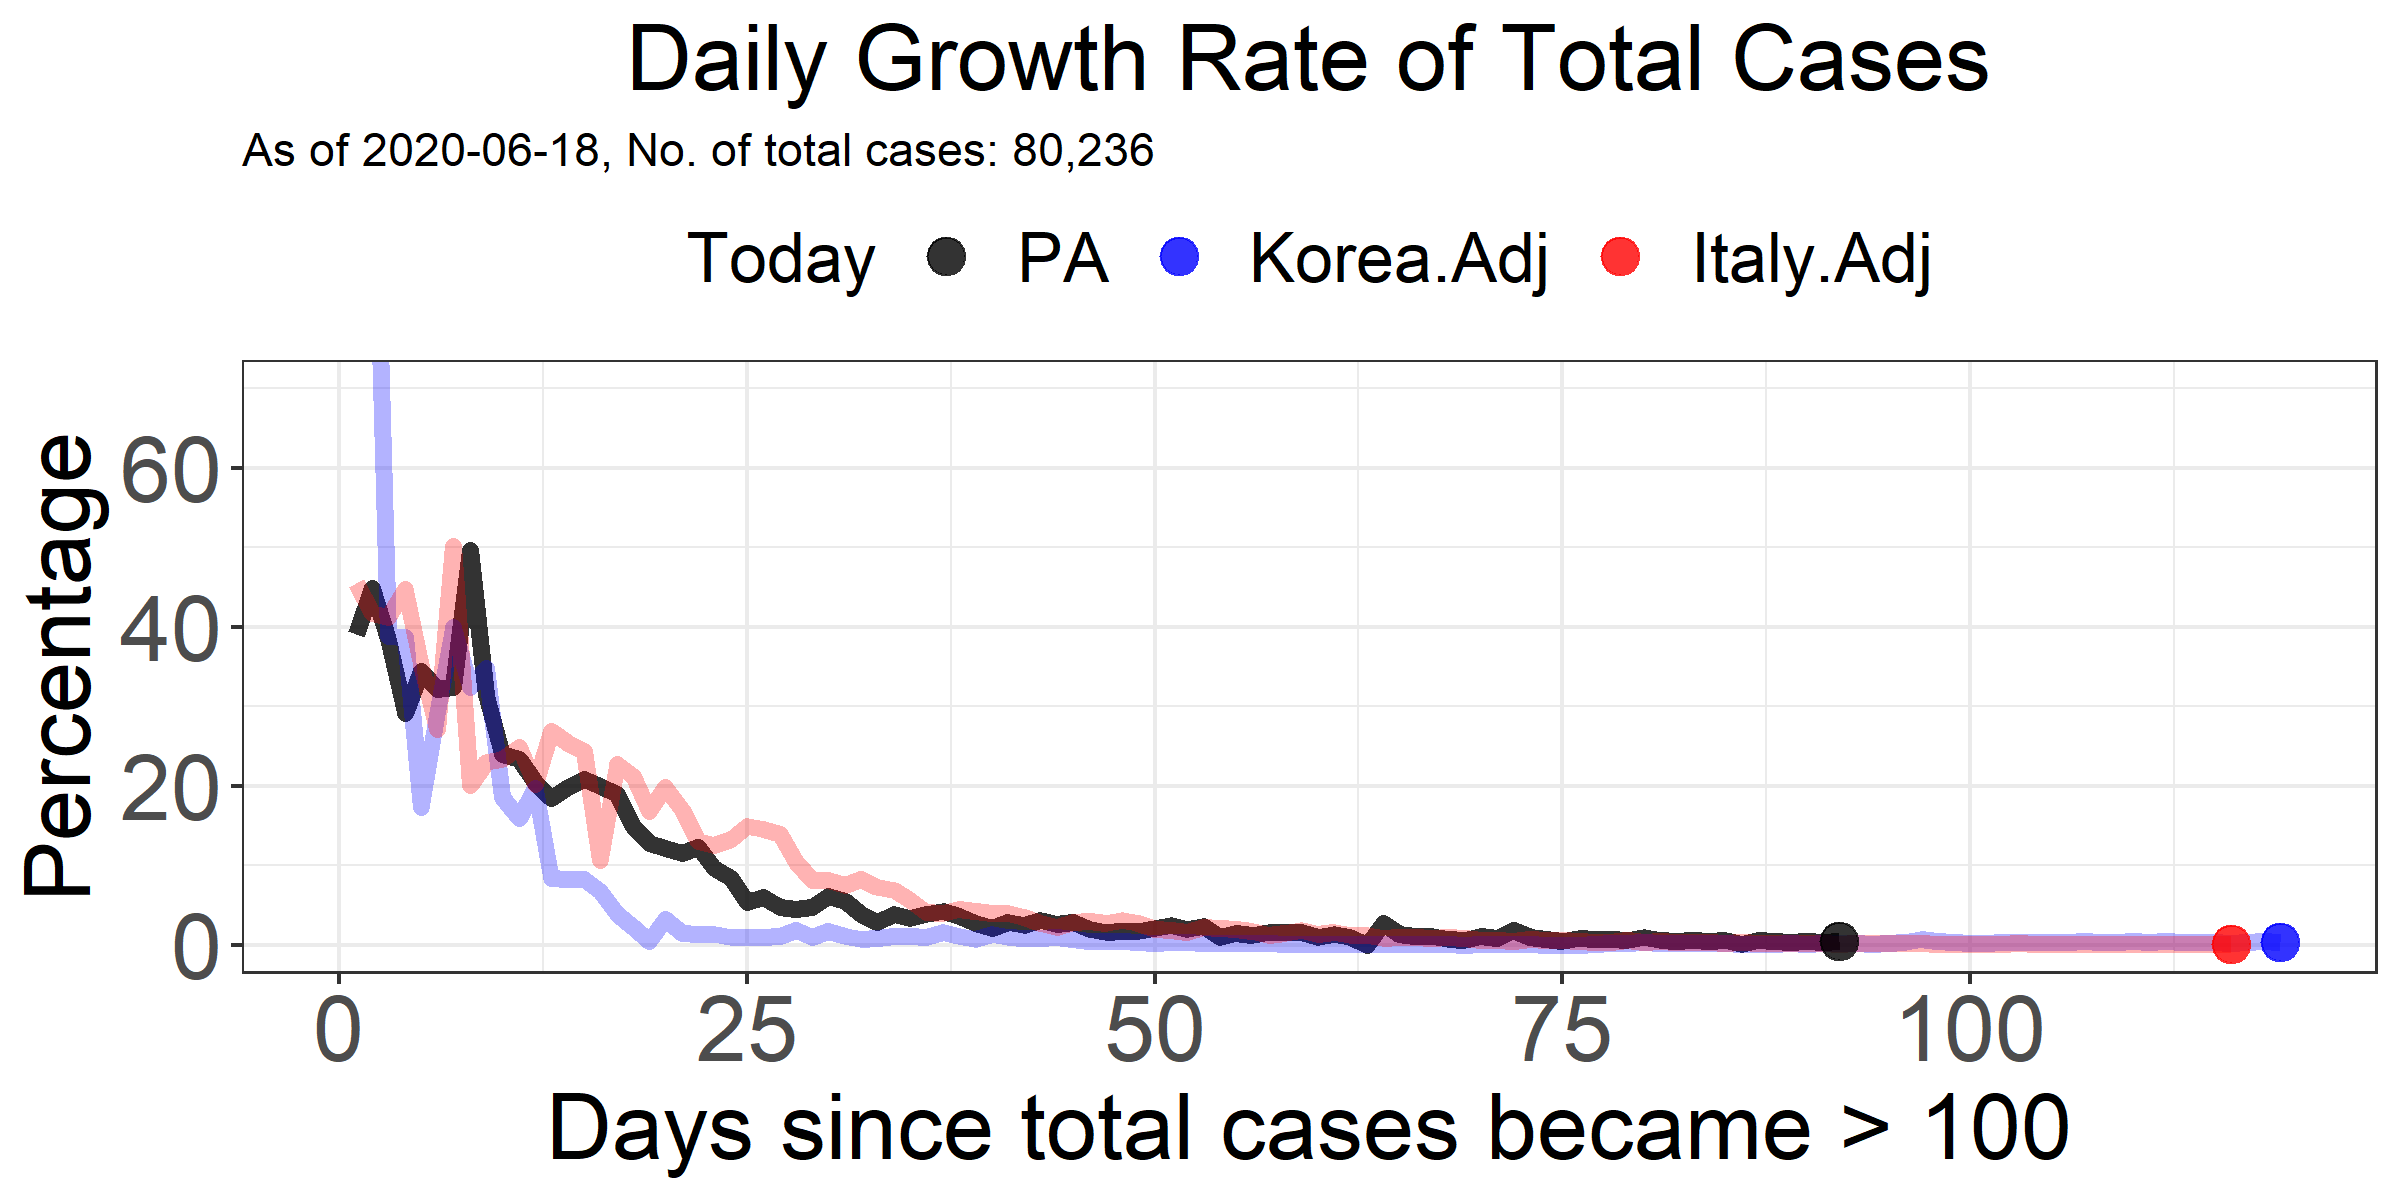 Daily Growth Rate of Total Cases
As of 2020-06-18, No. of total cases: 80,236
Today PA Korea.Adj Italy.Adj
Percentage
60
40
20
0
0 25 50 75 100
Days since total cases became > 100